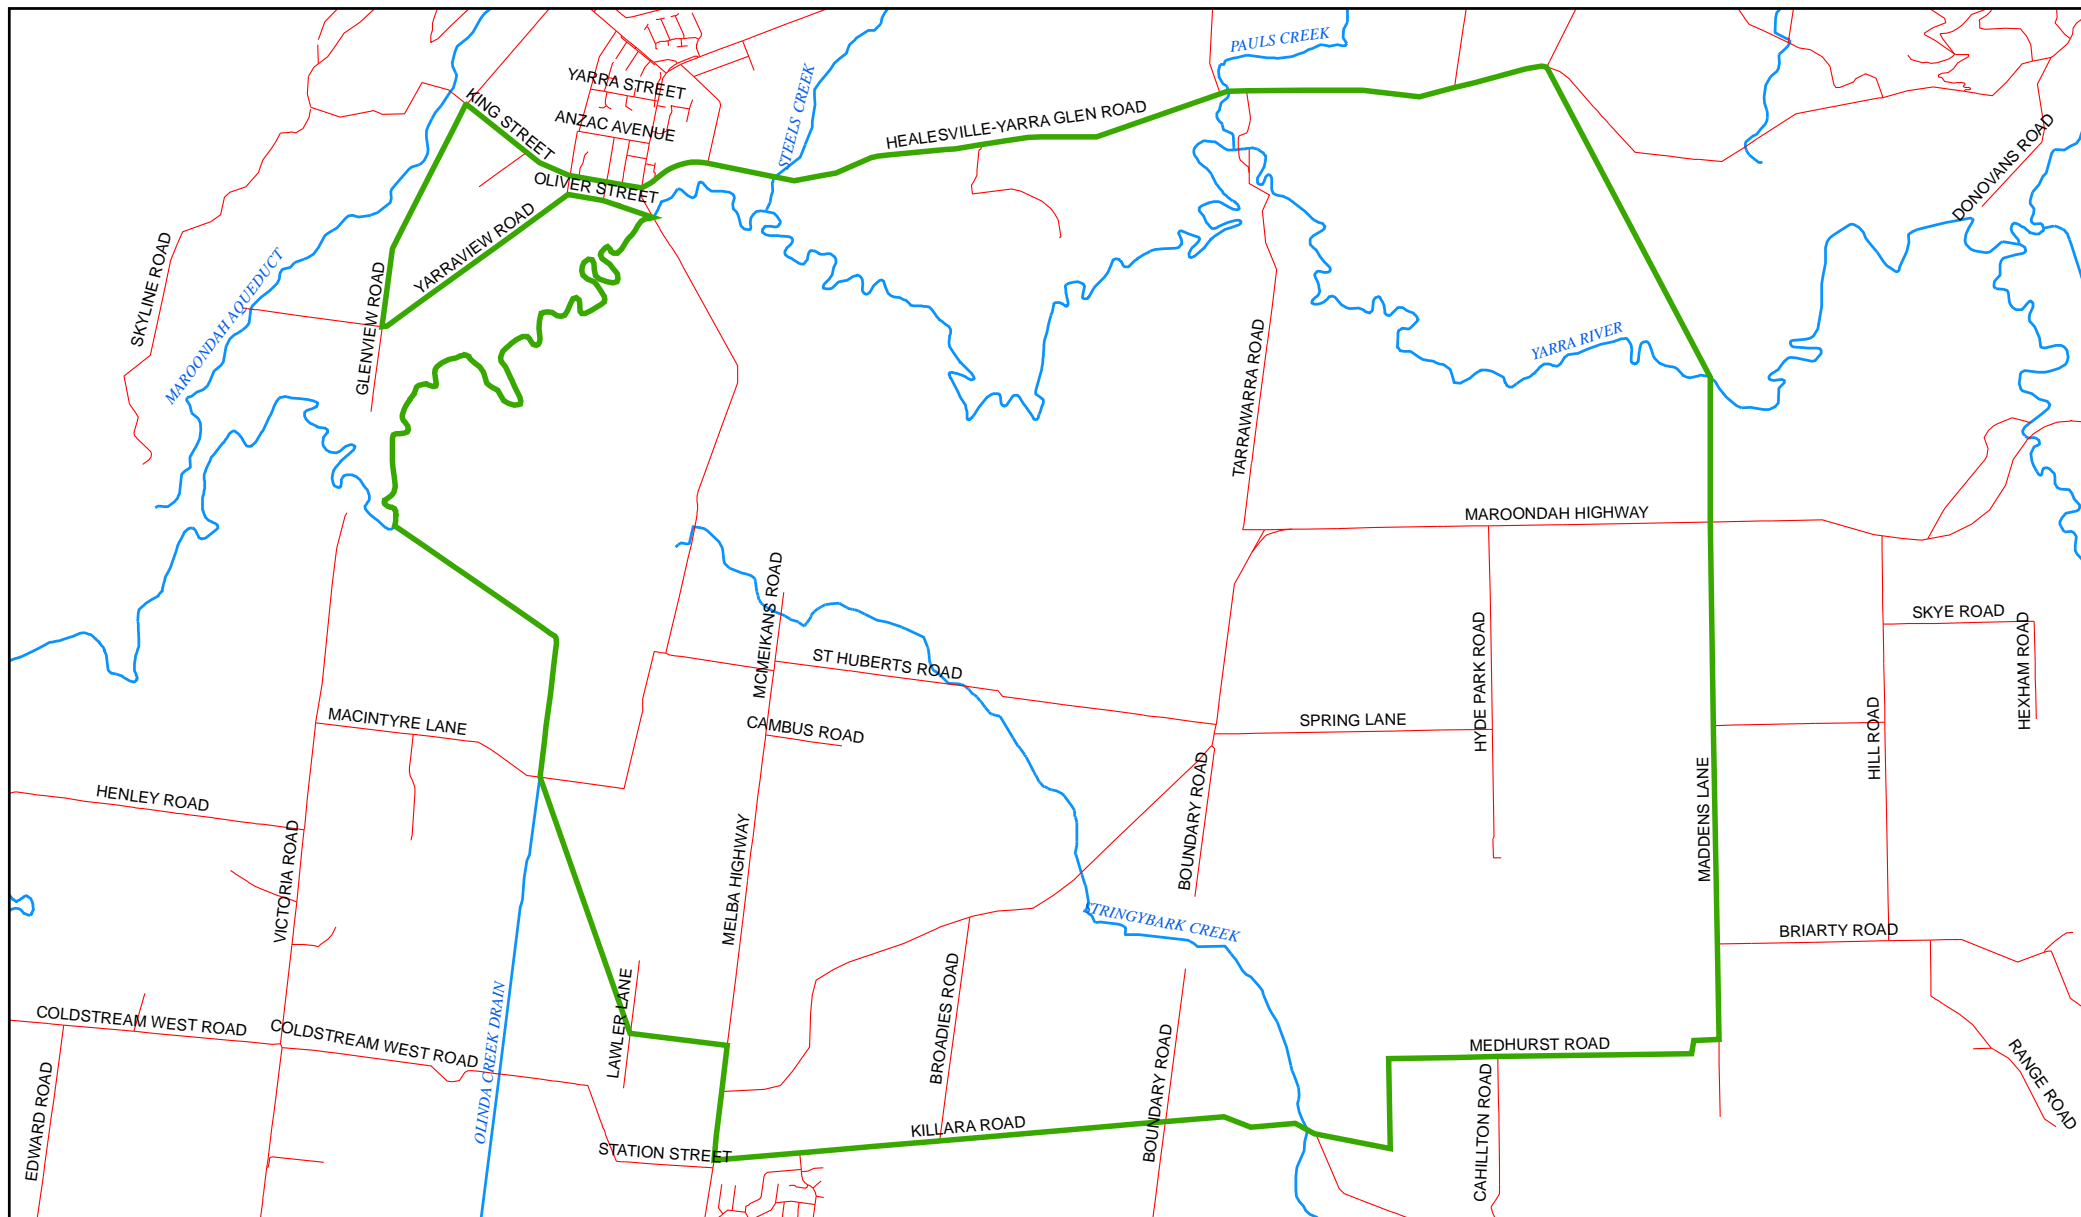 PAULS CREEK
YARRA STREET
KING STREET
ANZAC AVENUE
STEELS CREEK
HEALESVILLE-YARRA GLEN ROAD
DONOVANS ROAD
OLIVER STREET
YARRAVIEW ROAD
SKYLINE ROAD
MAROONDAH AQUEDUCT
GLENVIEW ROAD
YARRA RIVER
TARRAWARRA ROAD
MAROONDAH HIGHWAY
MCMEIKANS ROAD
ST HUBERTS ROAD
SKYE ROAD
HYDE PARK ROAD
HEXHAM ROAD
MACINTYRE LANE
CAMBUS ROAD
SPRING LANE
HILL ROAD
HENLEY ROAD
BOUNDARY ROAD
MADDENS LANE
VICTORIA ROAD
MELBA HIGHWAY
STRINGYBARK CREEK
BRIARTY ROAD
COLDSTREAM WEST ROAD
COLDSTREAM WEST ROAD
OLINDA CREEK DRAIN
LAWLER LANE
BROADIES ROAD
BOUNDARY ROAD
MEDHURST ROAD
RANGE ROAD
EDWARD ROAD
STATION STREET
KILLARA ROAD
CAHILLTON ROAD